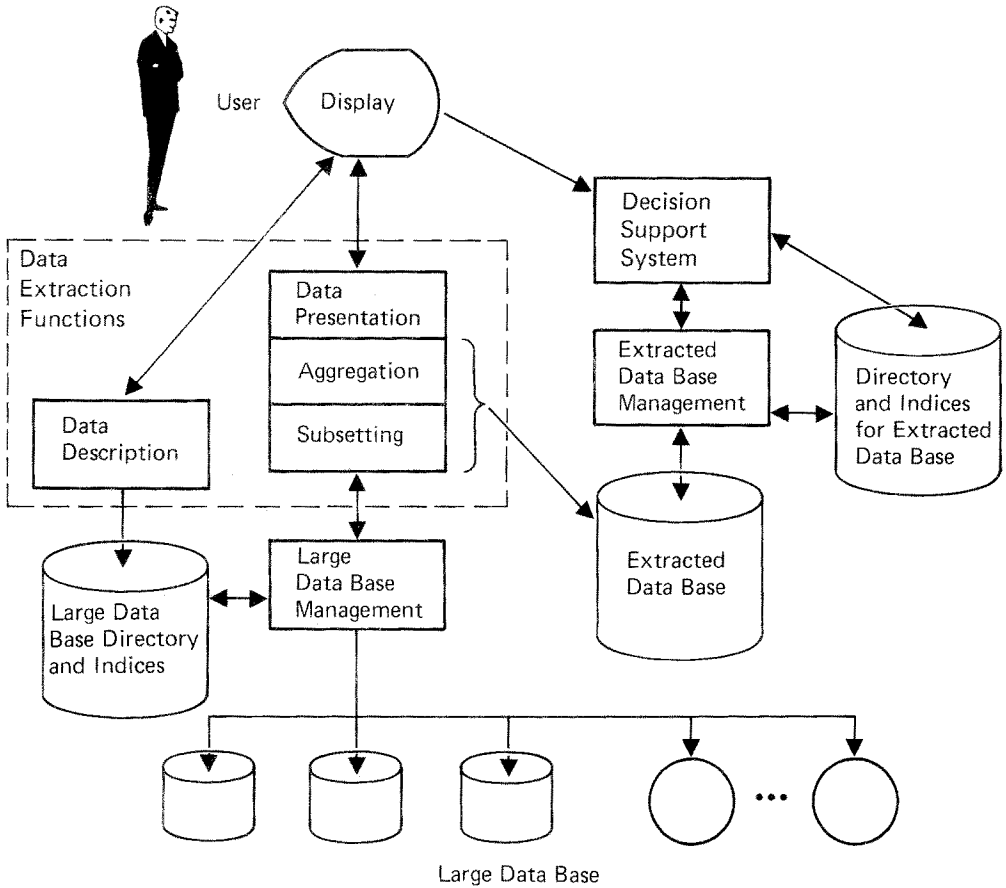 User
Display
Decision
Support
System
Data
Extraction
Functions
Data
Presentation
Aggregation
Subsetting
Data
Description
Extracted
Data Base
Management
Directory
and Indices
for Extracted
Data Base
Large
Data Base
Management
Extracted
Data Base
Large Data
Base Directory
and Indices
•••
Large Data Base